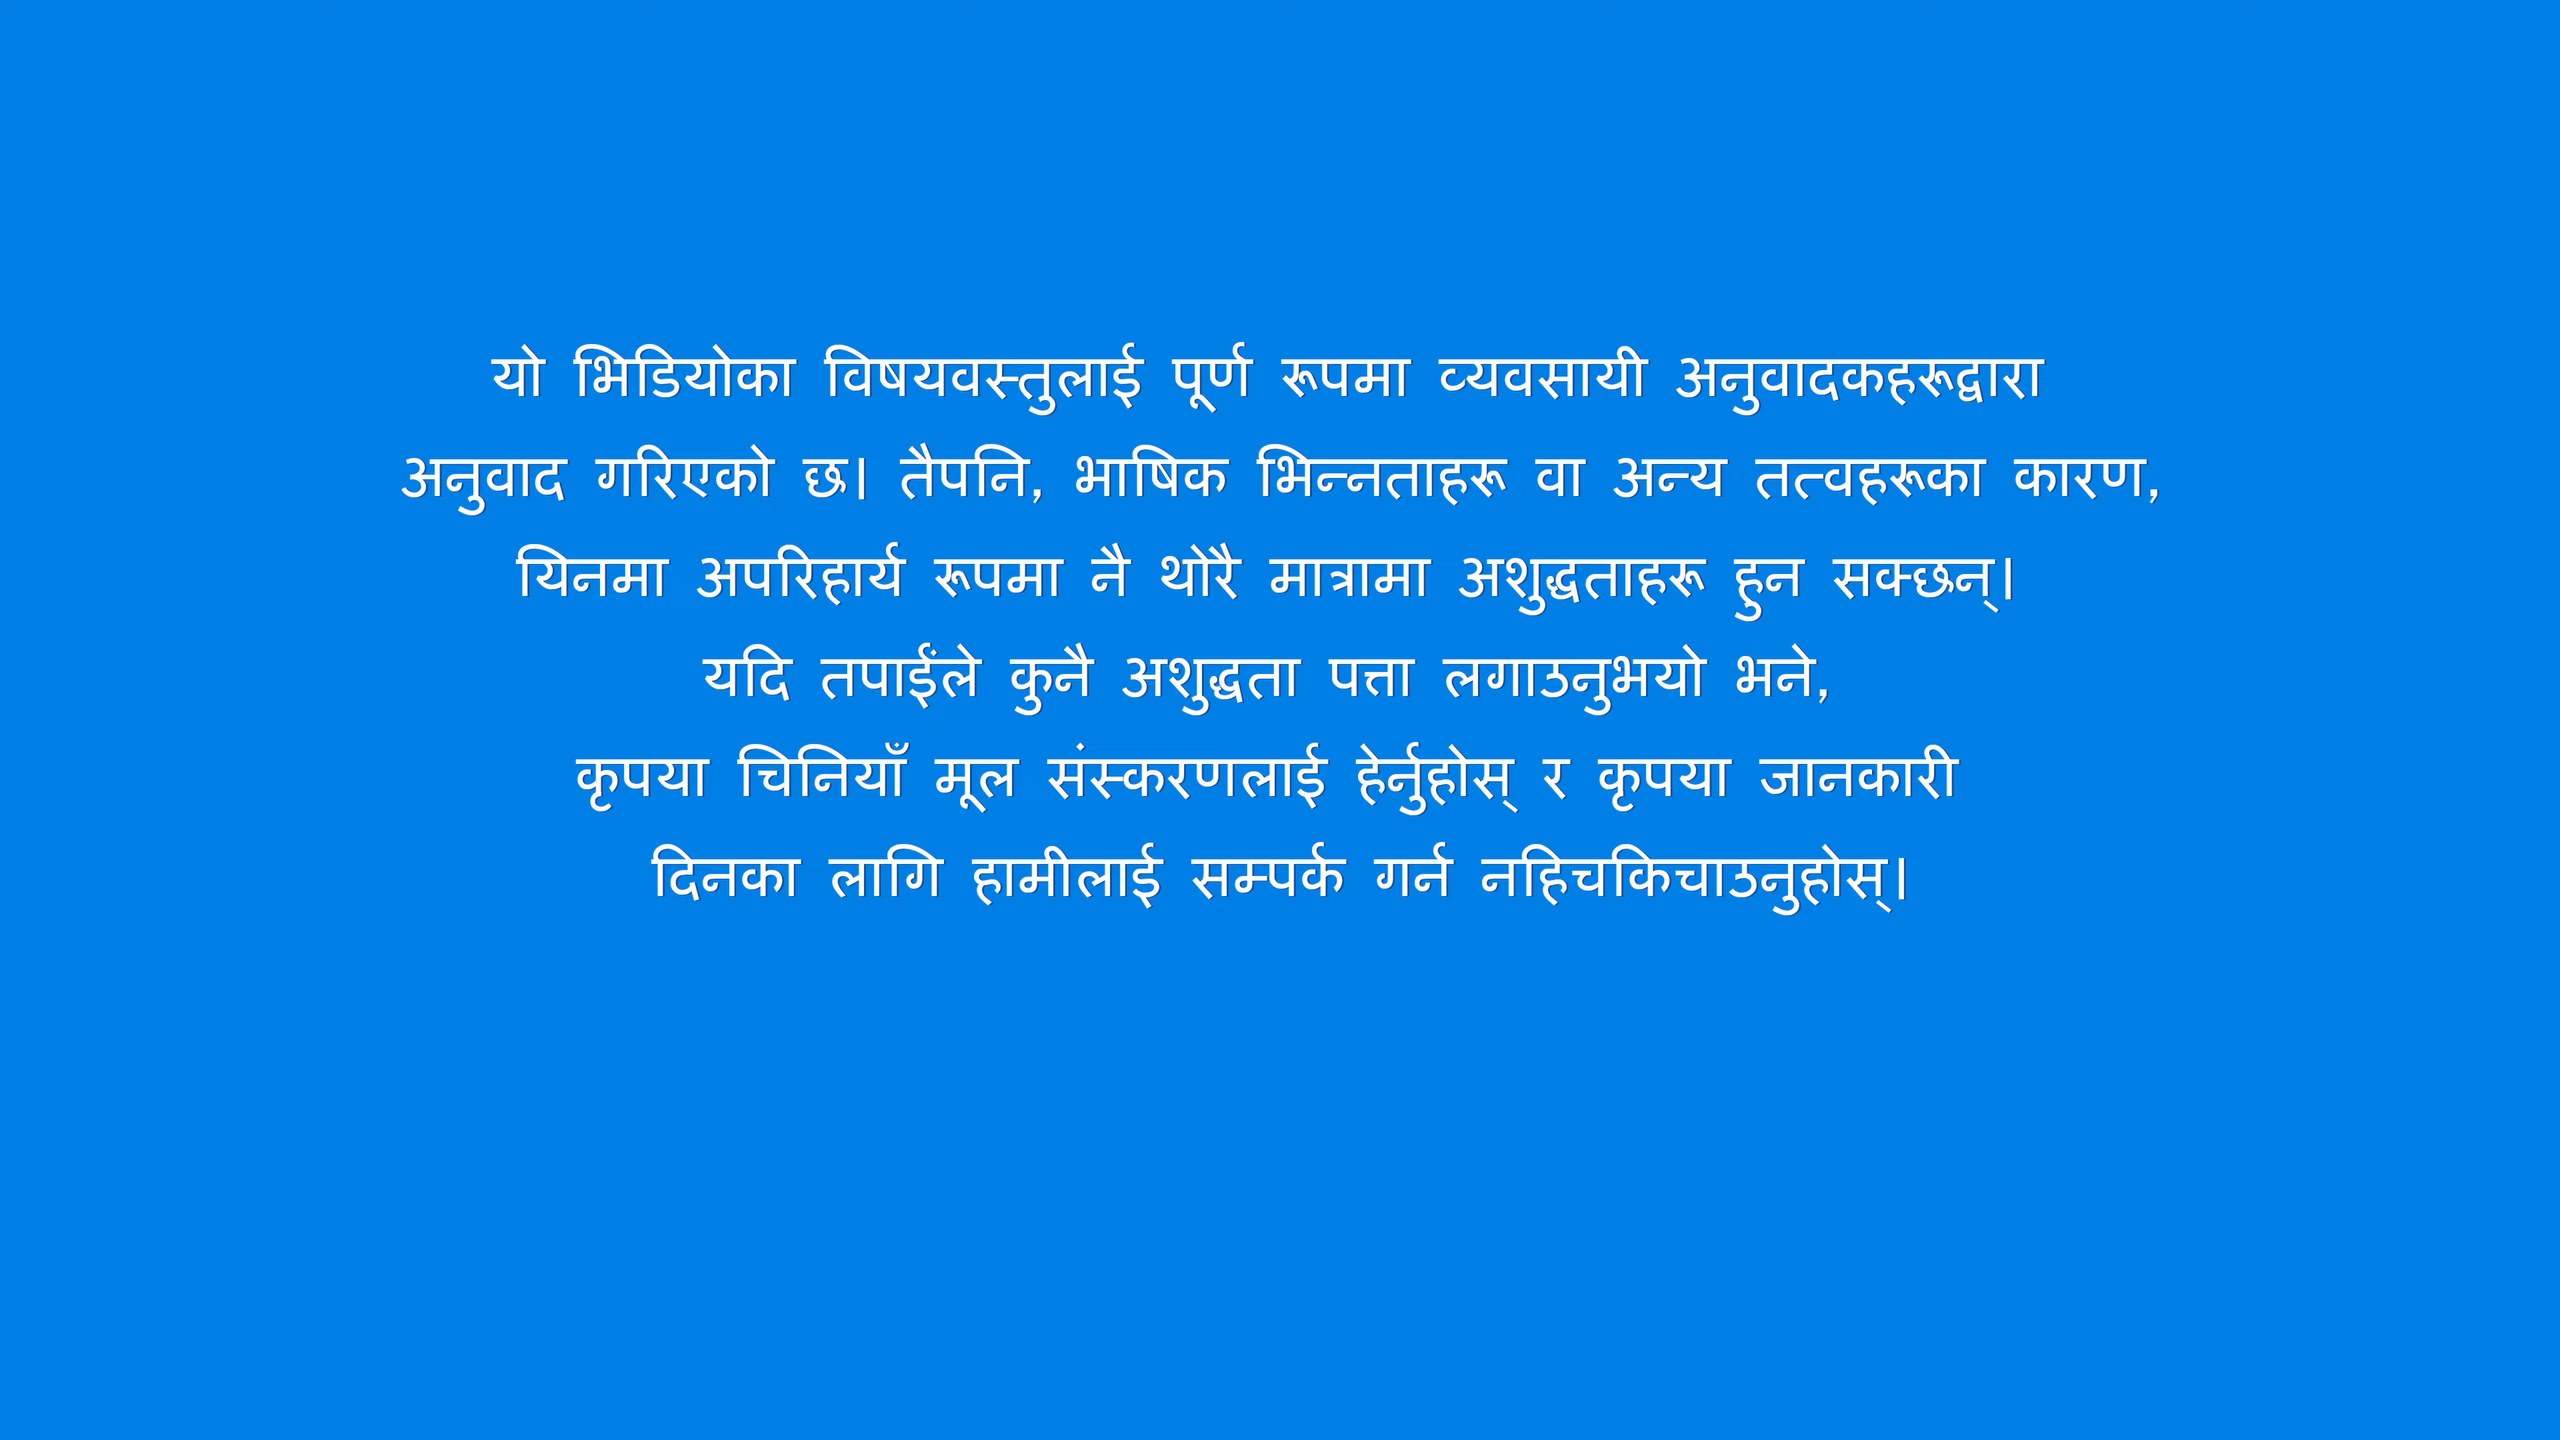 यो भिडियोका विषयवस्तुलाई पूर्ण रूपमा व्यवसायी अनुवादकहरूद्वारा
अनुवाद गरिएको छ। तैपनि, भाषिक भिन्नताहरू वा अन्य तत्वहरूका कारण,
यिनमा अपरिहार्य रूपमा नै थोरै मात्रामा अशुद्धताहरू हुन सक्छन्।
यदि तपाईंले कुनै अशुद्धता पत्ता लगाउनुभयो भने,
कृपया चिनियाँ मूल संस्करणलाई हेर्नुहोस् र कृपया जानकारी
दिनका लागि हामीलाई सम्पर्क गर्न नहिचकिचाउनुहोस्।